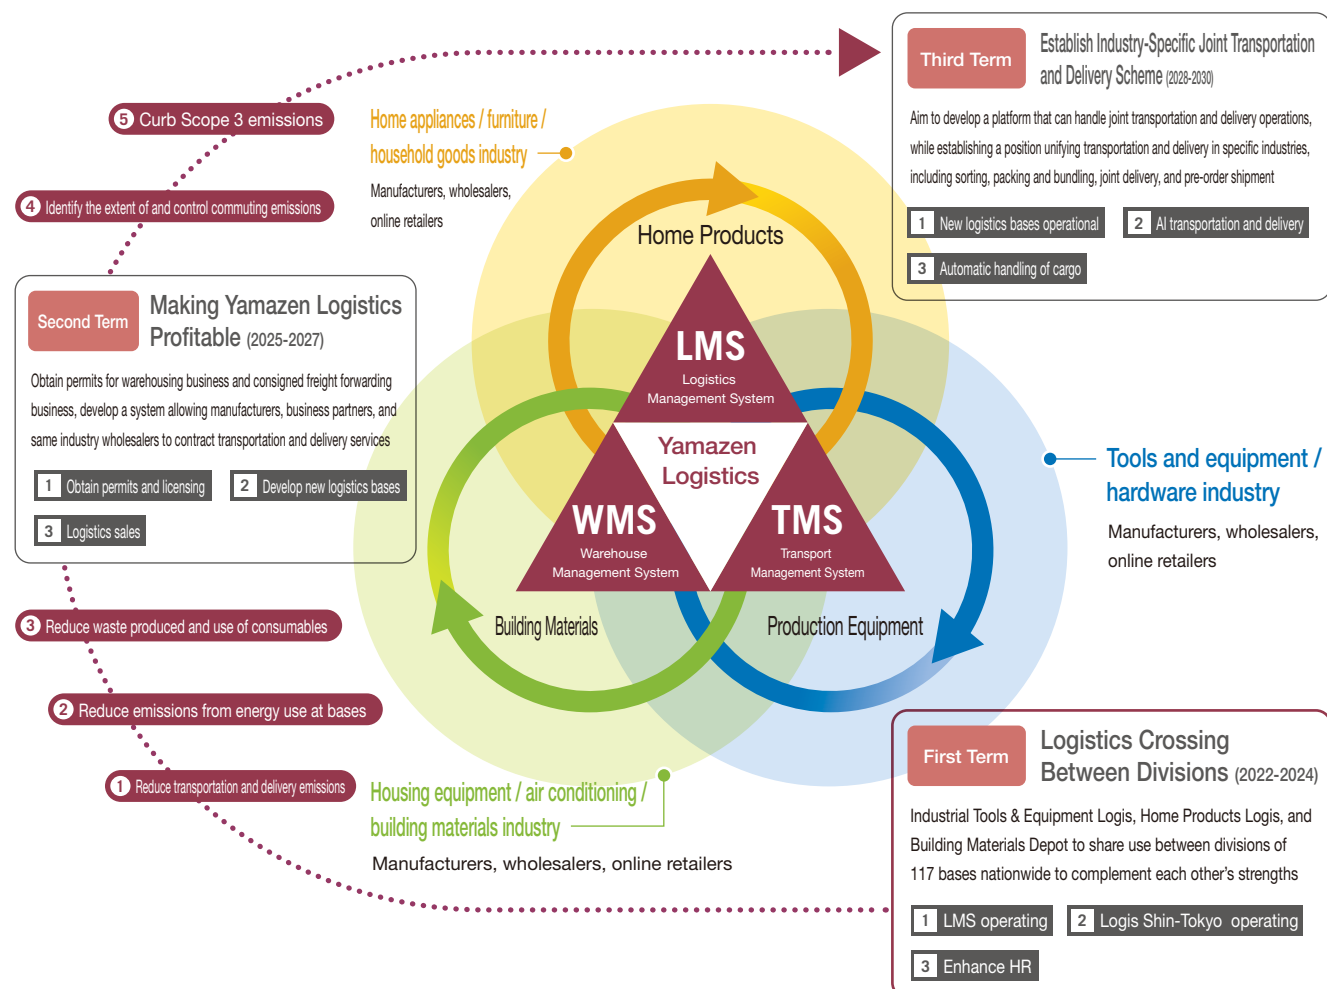 Third Term
Establish Industry-Specific Joint Transportation
and Delivery Scheme (2028-2030)
Aim to develop a platform that can handle joint transportation and delivery operations,
while establishing a position unifying transportation and delivery in specific industries,
including sorting, packing and bundling, joint delivery, and pre-order shipment
1 New logistics bases operational
2 AI transportation and delivery
3 Automatic handling of cargo
5 Curb Scope 3 emissions
4 Identify the extent of and control commuting emissions
Home appliances / furniture /
household goods industry
Manufacturers, wholesalers,
online retailers
Second Term
Making Yamazen Logistics
Profitable (2025-2027)
Obtain permits for warehousing business and consigned freight forwarding
business, develop a system allowing manufacturers, business partners, and
same industry wholesalers to contract transportation and delivery services
1 Obtain permits and licensing
2 Develop new logistics bases
3 Logistics sales
Home Products
LMS
Logistics
Management System
Yamazen
Logistics
WMS
Warehouse
Management System
TMS
Transport
Management System
Building Materials
Production Equipment
Tools and equipment /
hardware industry
Manufacturers, wholesalers,
online retailers
3 Reduce waste produced and use of consumables
2 Reduce emissions from energy use at bases
1 Reduce transportation and delivery emissions
Housing equipment / air conditioning /
building materials industry
Manufacturers, wholesalers, online retailers
First Term
Logistics Crossing
Between Divisions (2022-2024)
Industrial Tools & Equipment Logis, Home Products Logis, and
Building Materials Depot to share use between divisions of
117 bases nationwide to complement each other's strengths
1 LMS operating
2 Logis Shin-Tokyo operating
3 Enhance HR